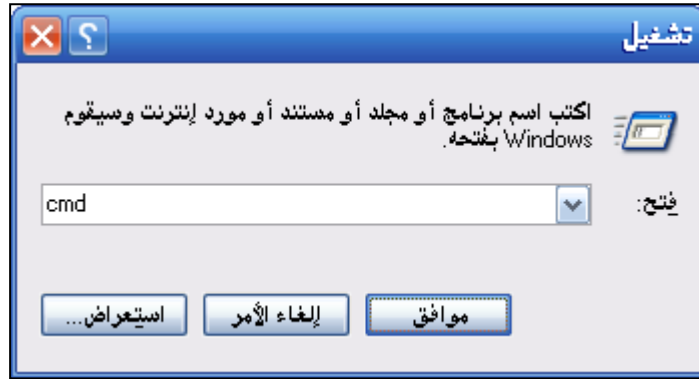 تشغيل
اكتب اسم برنامج أو مجلد أو مستند أو مورد إنترنت وسيقوم
Windows بفتحه.
فتح:
cmd
موافق
إلغاء الأمر
استعراض...